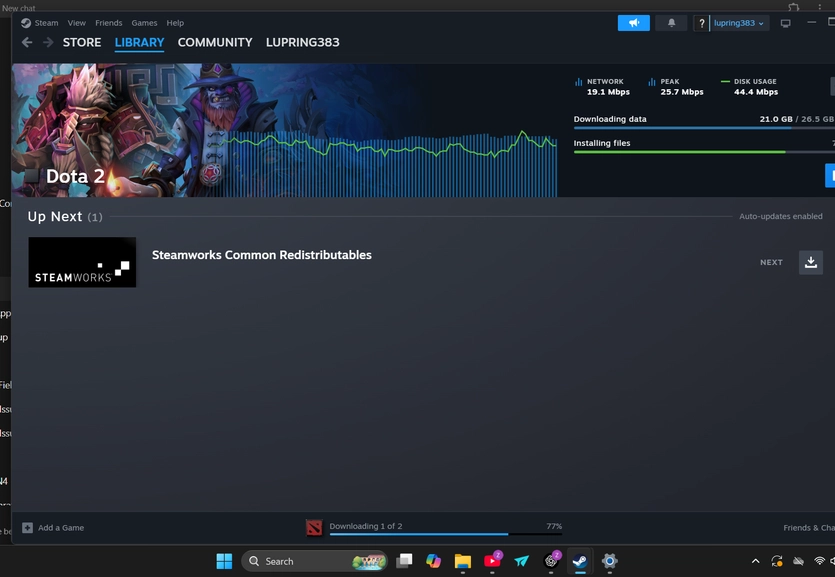 New chat
Steam View Friends Games Help
lupring383
STORE LIBRARY COMMUNITY LUPRING383
NETWORK
19.1 Mbps
PEAK
25.7 Mbps
DISK USAGE
44.4 Mbps
Downloading data 21.0 GB / 26.5 GB
Installing files
Dota 2
Up Next (1)
Auto-updates enabled
STEAMWORKS
Steamworks Common Redistributables
NEXT
Add a Game
Downloading 1 of 2
77%
Friends & Cha
Search